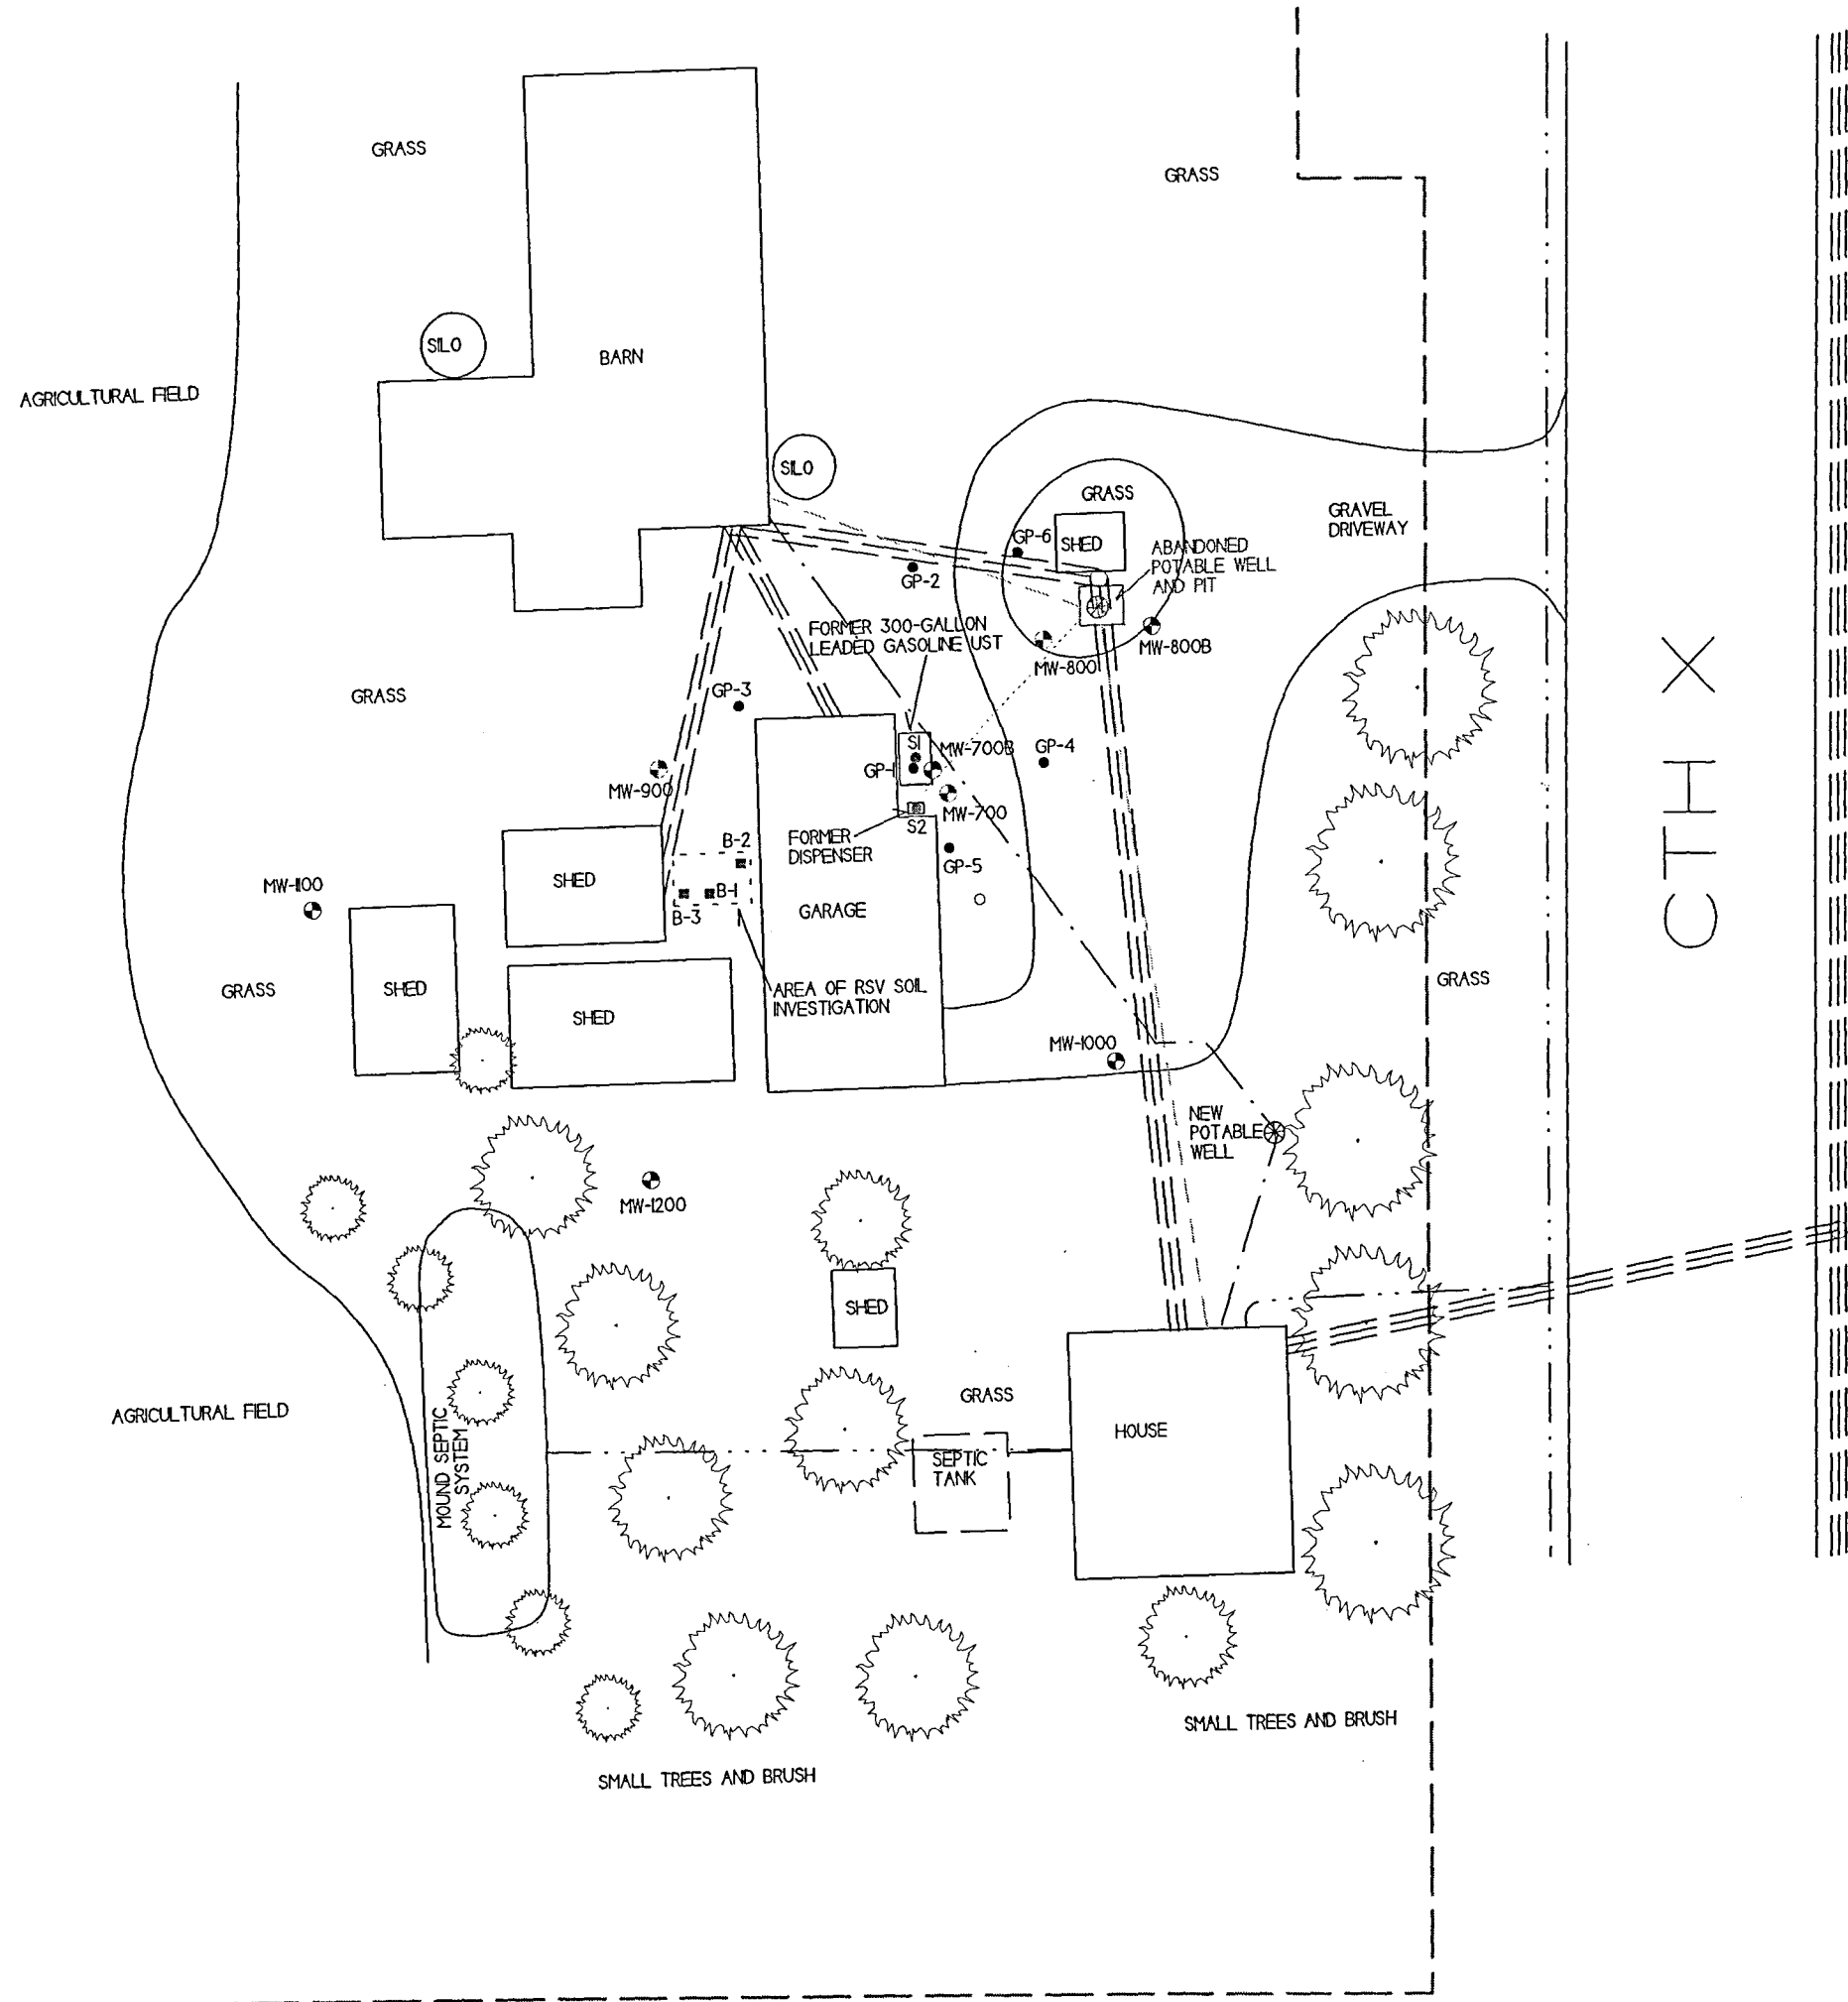 GRASS
GRASS
SILO
BARN
AGRICULTURAL FIELD
SILO
GRASS
GRAVEL
DRIVEWAY
GP-6
SHED
ABANDONED
POTABLE WELL
AND PIT
GP-2
FORMER 300-GALLON
LEADED GASOLINE UST
MW-800
MW-800B
CTH X
GRASS
GP-3
S1
MW-700B
GP-4
GP-1
MW-900
MW-700
S2
FORMER
DISPENSER
B-2
GP-5
SHED
MW-1100
B-1
B-3
GARAGE
GRASS
SHED
GRASS
AREA OF RSV SOIL
INVESTIGATION
SHED
MW-1000
NEW
POTABLE
WELL
MW-1200
SHED
GRASS
AGRICULTURAL FIELD
HOUSE
MOUND SEPTIC
SYSTEM
SEPTIC
TANK
SMALL TREES AND BRUSH
SMALL TREES AND BRUSH